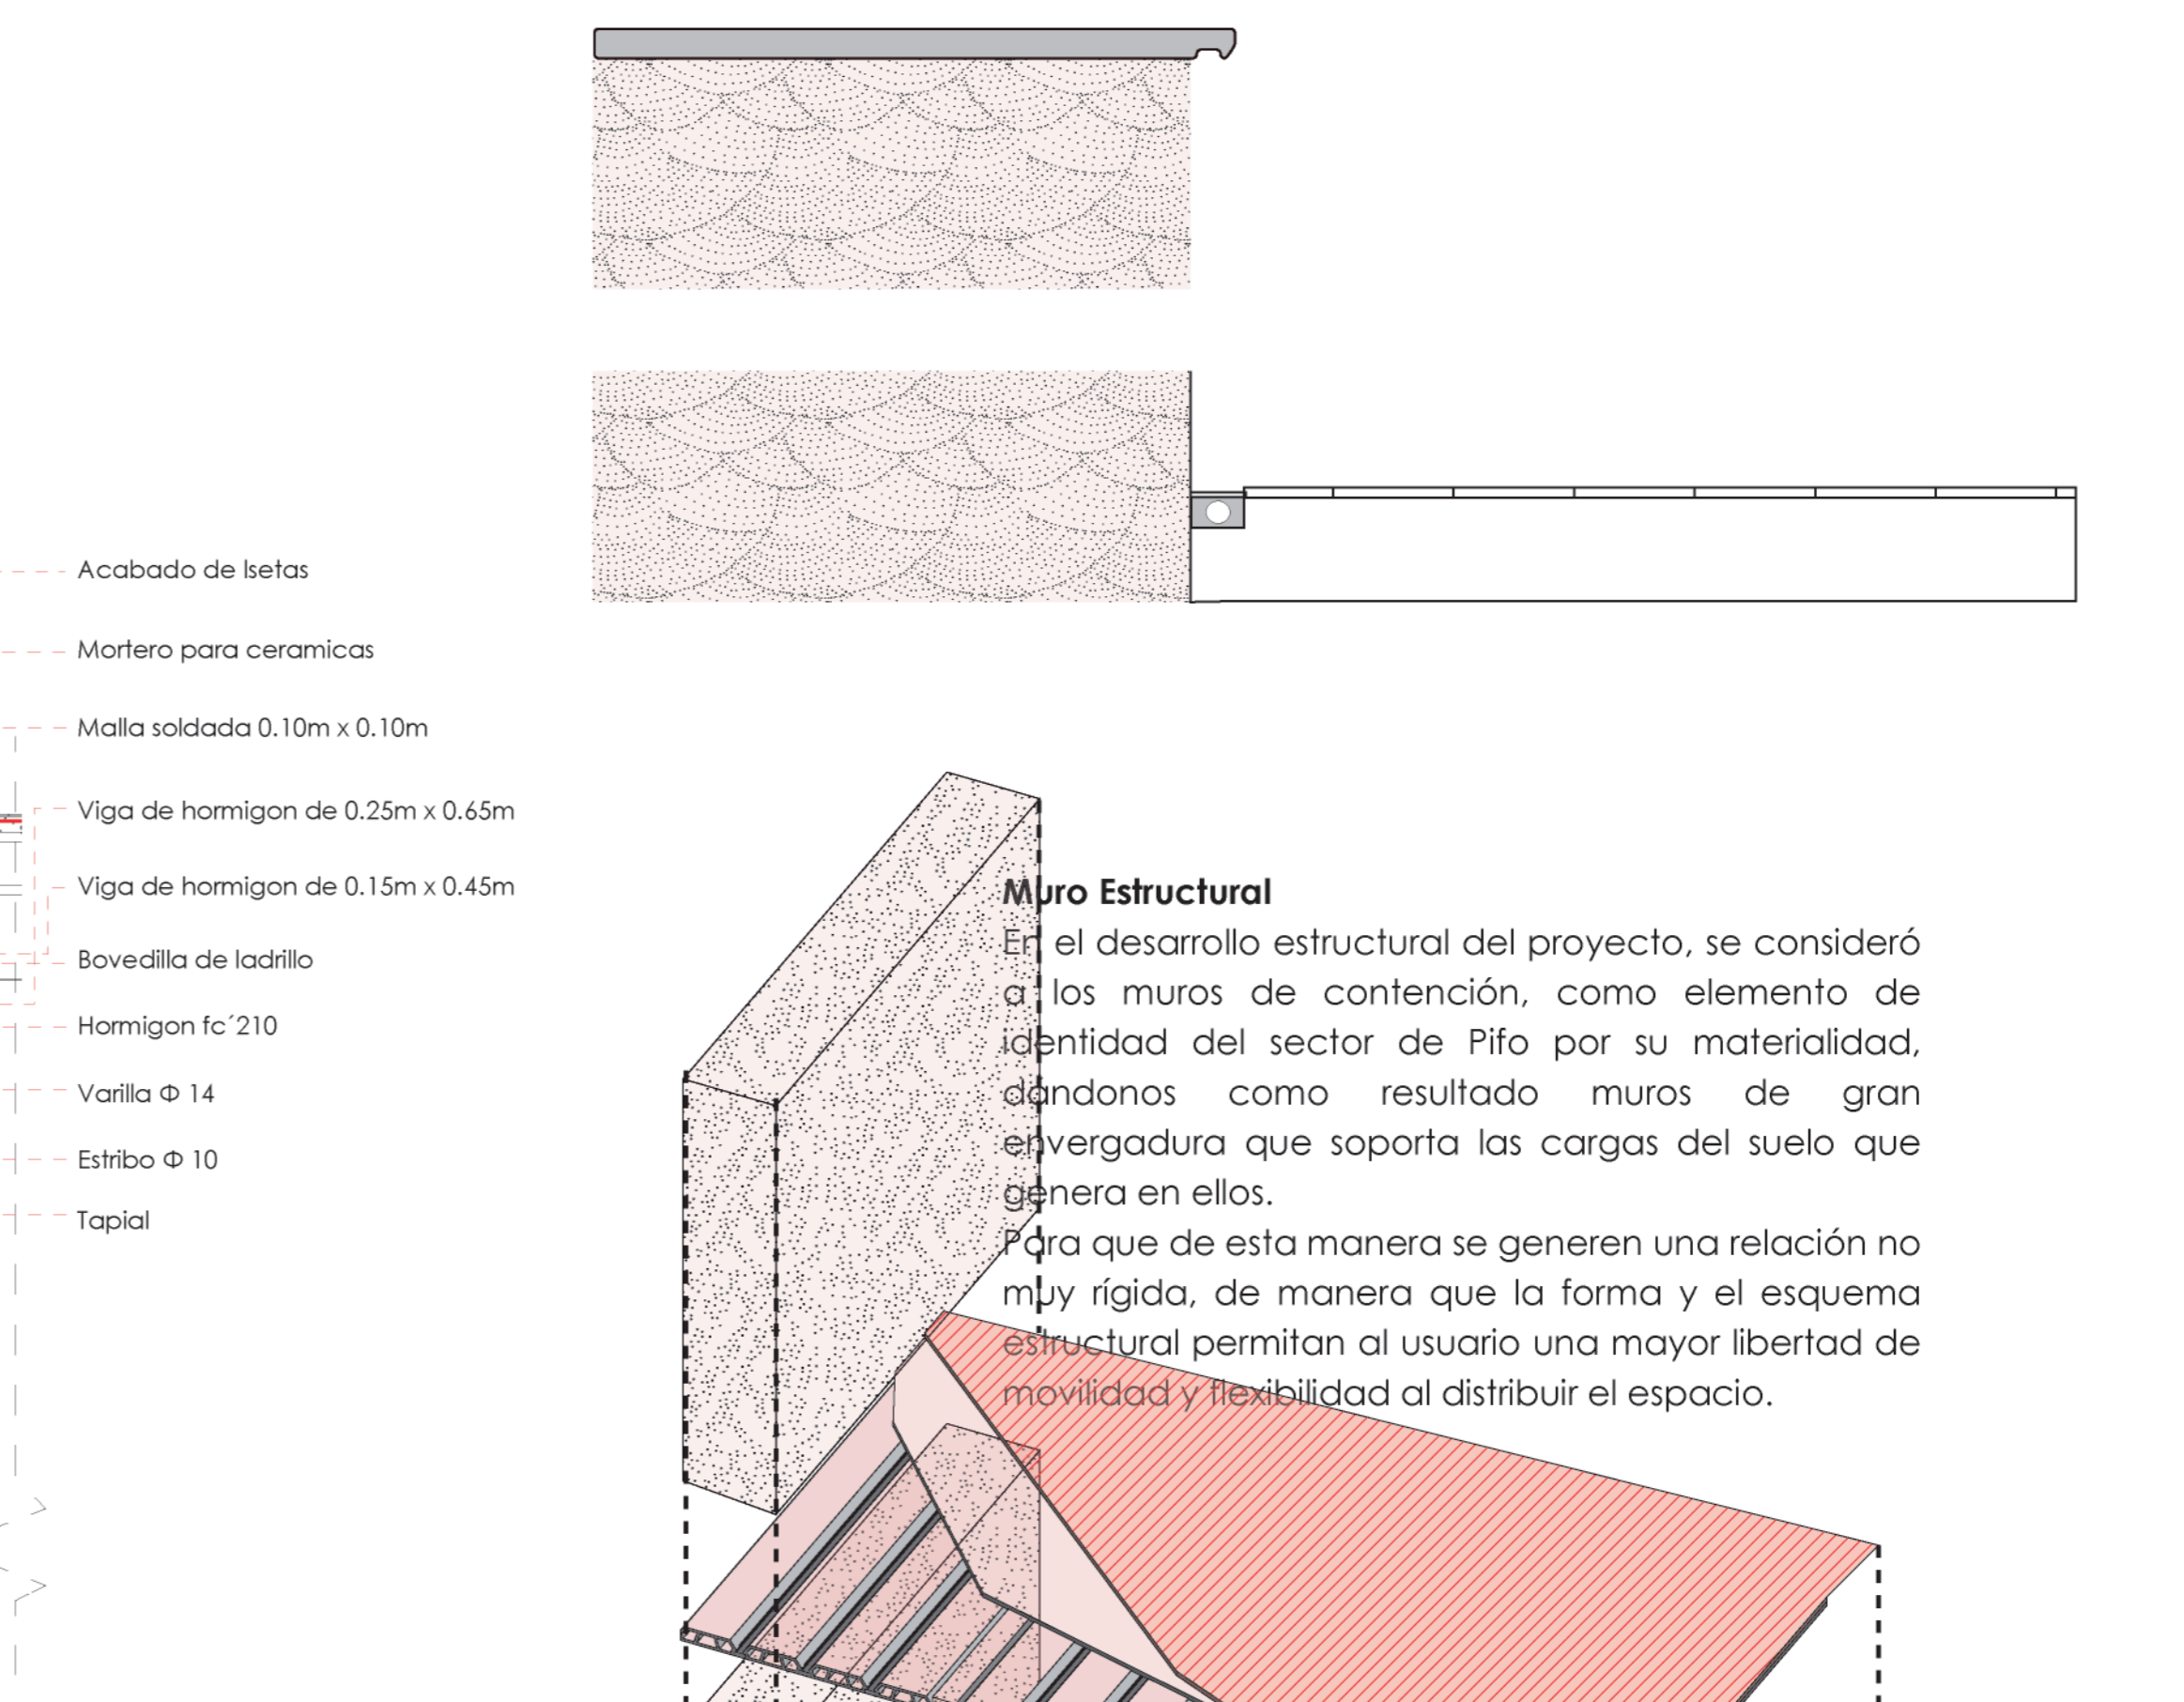 Acabado de lsetas
Mortero para ceramicas
Malla soldada 0.10m x 0.10m
Viga de hormigon de 0.25m x 0.65m
Viga de hormigon de 0.15m x 0.45m
Bovedilla de ladrillo
Hormigon fc´210
Varilla Φ 14
Estribo Φ 10
Tapial
Muro Estructural
En el desarrollo estructural del proyecto, se consideró
a los muros de contención, como elemento de
identidad del sector de Pifo por su materialidad,
dándonos como resultado muros de gran
envergadura que soporta las cargas del suelo que
genera en ellos.
Para que de esta manera se generen una relación no
muy rígida, de manera que la forma y el esquema
estructural permitan al usuario una mayor libertad de
movilidad y flexibilidad al distribuir el espacio.